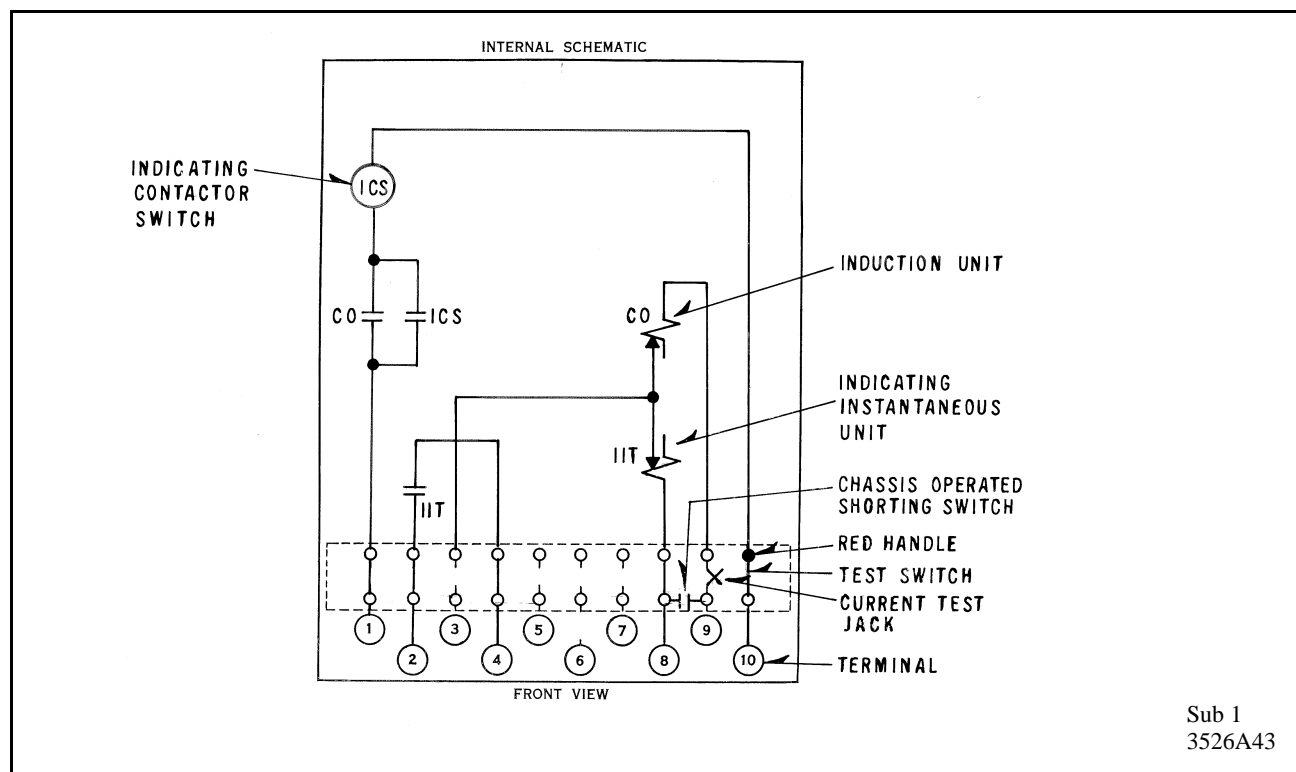 INTERNAL SCHEMATIC
INDICATING
CONTACTOR
SWITCH
ICS
CO
ICS
CO
INDUCTION UNIT
INDICATING
INSTANTANEOUS
UNIT
IIT
IIT
CHASSIS OPERATED
SHORTING SWITCH
RED HANDLE
TEST SWITCH
CURRENT TEST
JACK
TERMINAL
1
2
3
4
5
6
7
8
9
10
FRONT VIEW
Sub 1
3526A43